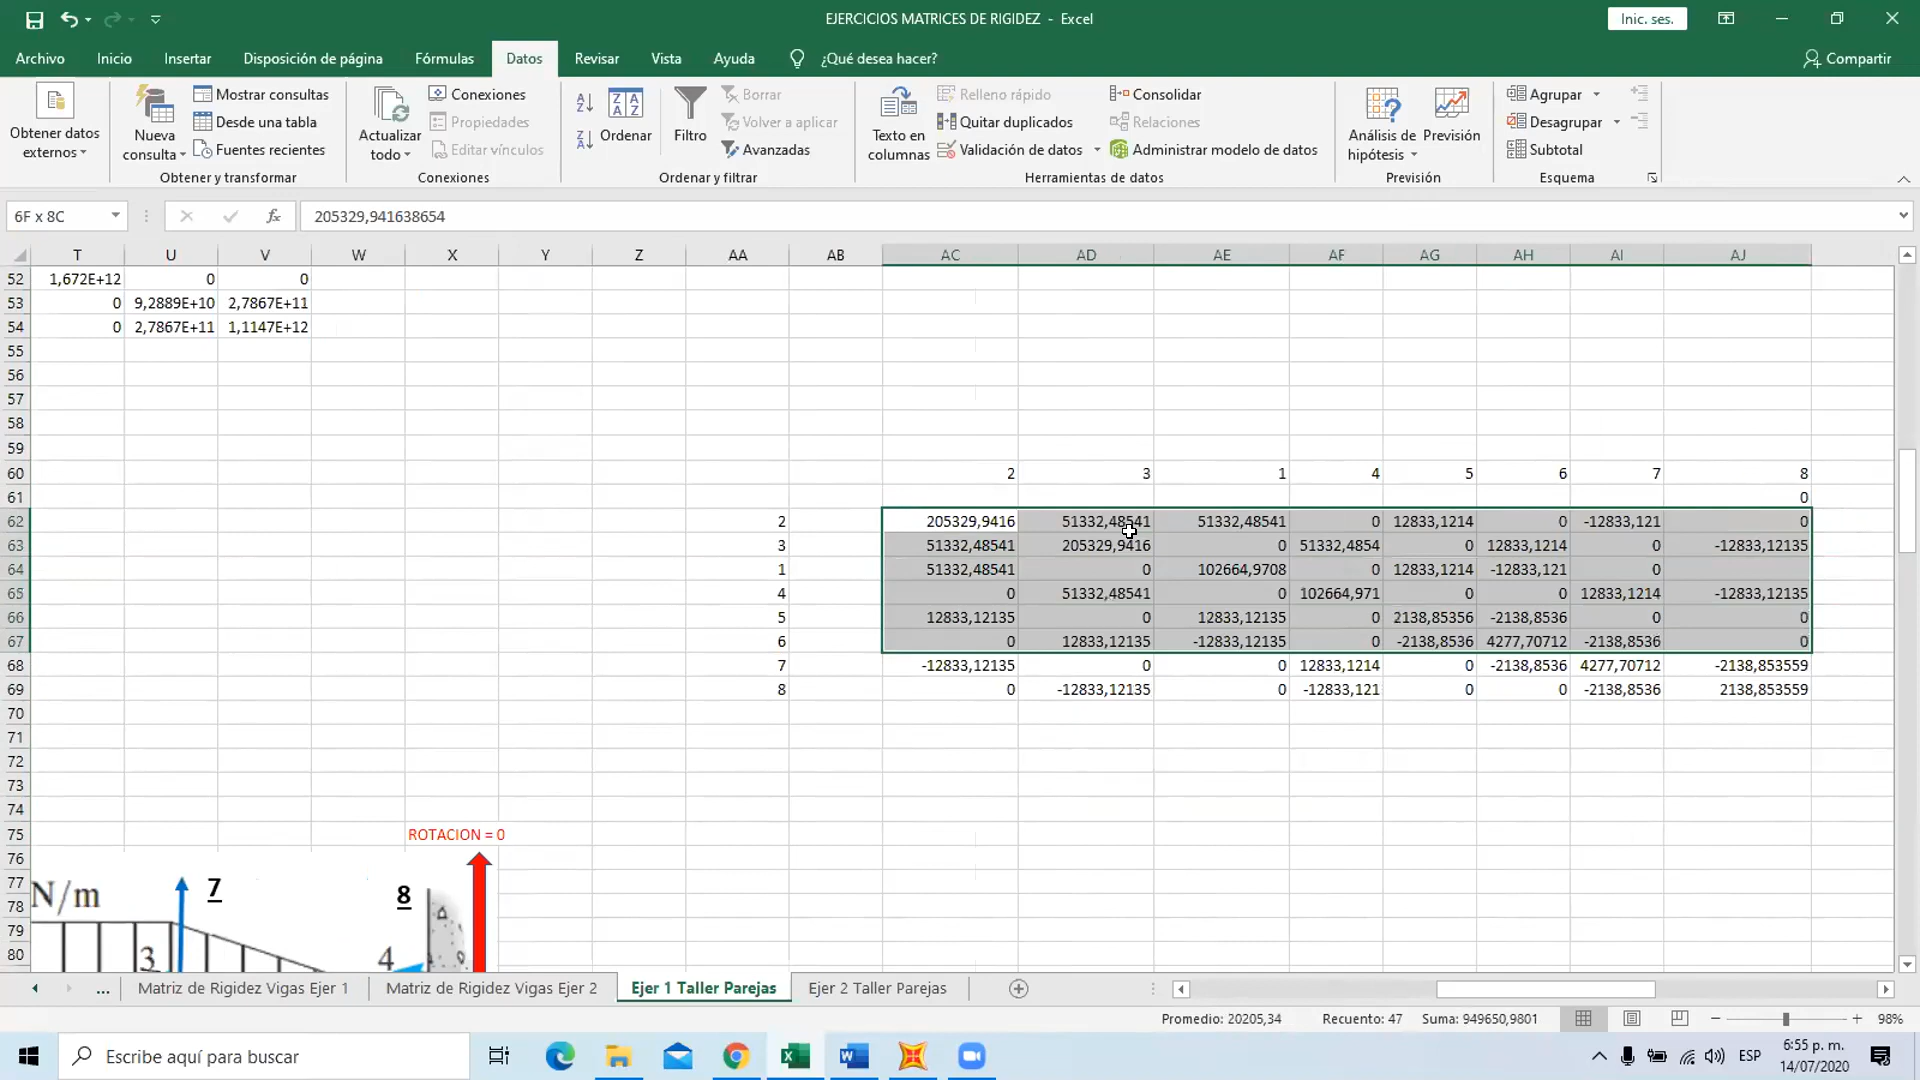 EJERCICIOS MATRICES DE RIGIDEZ - Excel
Inic. ses.
Archivo Inicio Insertar Disposición de página Fórmulas Datos Revisar Vista Ayuda ¿Qué desea hacer? Compartir
Obtener datos externos
Nueva consulta
Mostrar consultas
Desde una tabla
Fuentes recientes
Obtener y transformar
Actualizar todo
Conexiones
Propiedades
Editar vínculos
Conexiones
Ordenar
Filtro
Borrar
Volver a aplicar
Avanzadas
Ordenar y filtrar
Texto en columnas
Relleno rápido
Quitar duplicados
Validación de datos
Consolidar
Relaciones
Administrar modelo de datos
Herramientas de datos
Análisis de hipótesis
Previsión
Previsión
Agrupar
Desagrupar
Subtotal
Esquema
6F x 8C fx 205329,941638654
T U V W X Y Z AA AB AC AD AE AF AG AH AI AJ
52 1,672E+12 0 0
53 0 9,2889E+10 2,7867E+11
54 0 2,7867E+11 1,1147E+12
55
56
57
58
59
60 2 3 1 4 5 6 7 8
61 0
62 2 205329,9416 51332,48541 51332,48541 0 12833,1214 0 -12833,121 0
63 3 51332,48541 205329,9416 0 51332,4854 0 12833,1214 0 -12833,12135
64 1 51332,48541 0 102664,9708 0 12833,1214 -12833,121 0
65 4 0 51332,48541 0 102664,971 0 0 12833,1214 -12833,12135
66 5 12833,12135 0 12833,12135 0 2138,85356 -2138,8536 0 0
67 6 0 12833,12135 -12833,12135 0 -2138,8536 4277,70712 -2138,8536 0
68 7 -12833,12135 0 0 12833,1214 0 -2138,8536 4277,70712 -2138,853559
69 8 0 -12833,12135 0 -12833,121 0 0 -2138,8536 2138,853559
70
71
72
73
74
75 ROTACION = 0
76
77 N/m 7 8
78
79
80 3 4
... Matriz de Rigidez Vigas Ejer 1 Matriz de Rigidez Vigas Ejer 2 Ejer 1 Taller Parejas Ejer 2 Taller Parejas
Promedio: 20205,34 Recuento: 47 Suma: 949650,9801 98%
Escribe aquí para buscar
ESP
6:55 p. m.
14/07/2020